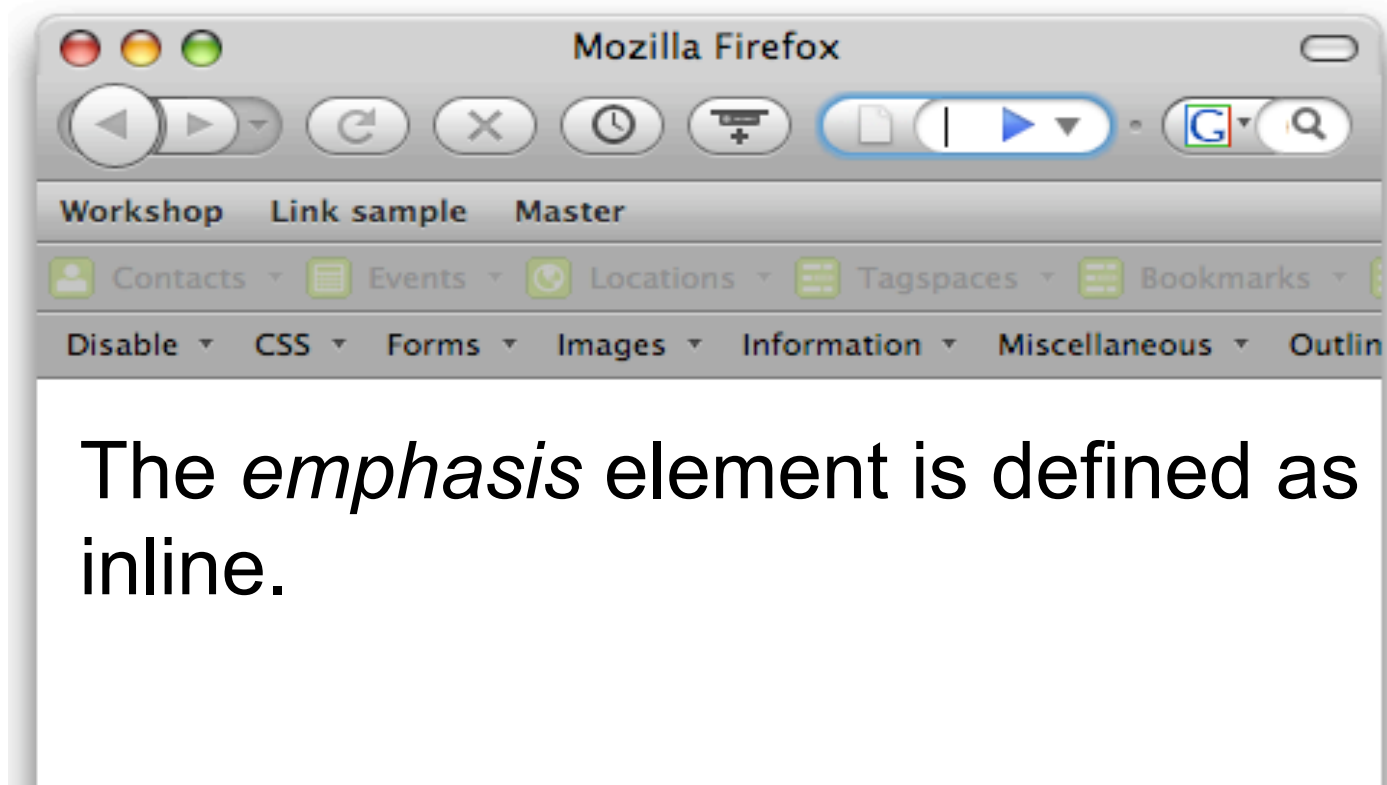 Mozilla Firefox
G
Workshop Link sample Master
Contacts Events Locations Tagspaces Bookmarks
Disable CSS Forms Images Information Miscellaneous Outlin
The emphasis element is defined as
inline.